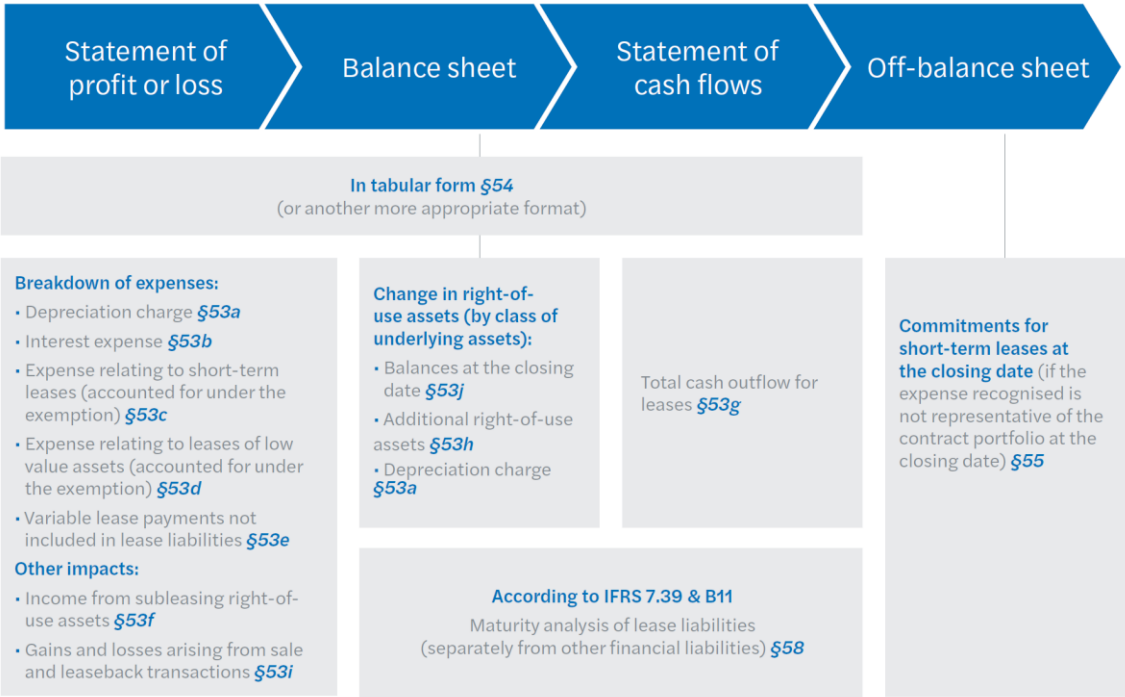 Statement of
profit or loss
Balance sheet
Statement of
cash flows
Off-balance sheet
In tabular form §54
(or another more appropriate format)
Breakdown of expenses:
• Depreciation charge §53a
• Interest expense §53b
• Expense relating to short-term
leases (accounted for under the
exemption) §53c
• Expense relating to leases of low
value assets (accounted for under
the exemption) §53d
• Variable lease payments not
included in lease liabilities §53e
Other impacts:
• Income from subleasing right-of-
use assets §53f
• Gains and losses arising from sale
and leaseback transactions §53i
Change in right-of-
use assets (by class of
underlying assets):
• Balances at the closing
date §53j
• Additional right-of-use
assets §53h
• Depreciation charge
§53a
Total cash outflow for
leases §53g
According to IFRS 7.39 & B11
Maturity analysis of lease liabilities
(separately from other financial liabilities) §58
Commitments for
short-term leases at
the closing date (if the
expense recognised is
not representative of the
contract portfolio at the
closing date) §55